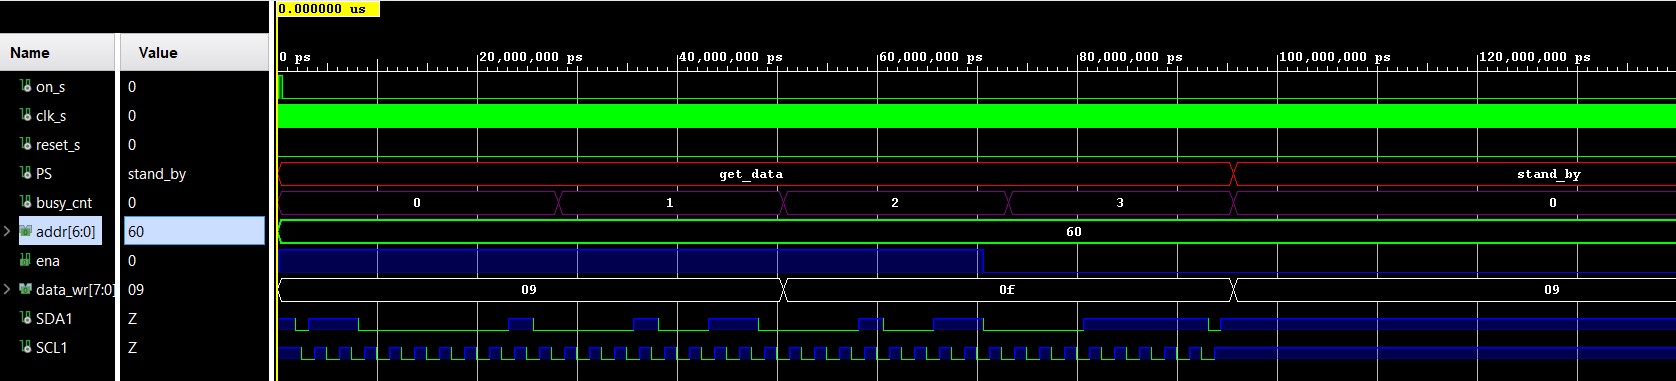 0.000000 us
Name Value
0 ps 20,000,000 ps 40,000,000 ps 60,000,000 ps 80,000,000 ps 100,000,000 ps 120,000,000 ps
on_s 0
clk_s 0
reset_s 0
PS stand_by get_data stand_by
busy_cnt 0 0 1 2 3 0
addr[6:0] 60 60
ena 0
data_wr[7:0] 09 09 0f 09
SDA1 Z
SCL1 Z